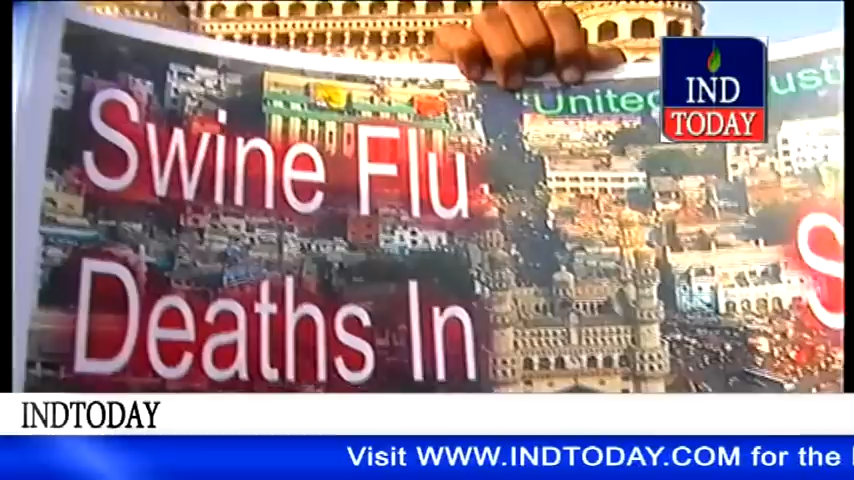 United
IND
TODAY
Swine Flu
Deaths In
INDTODAY
Visit WWW.INDTODAY.COM for the